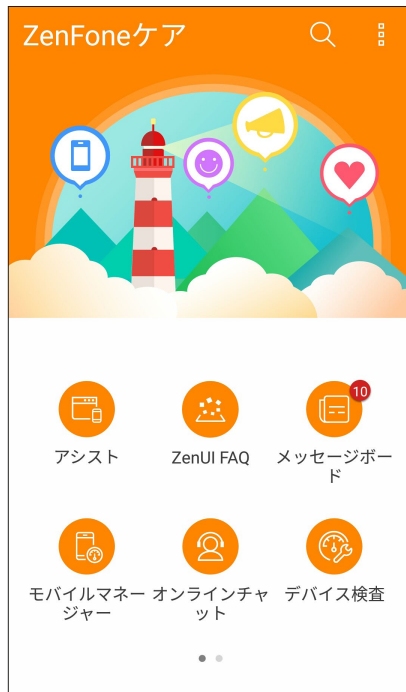 ZenFoneケア
10
アシスト
ZenUI FAQ
メッセージボー
ド
モバイルマネー
ジャー
オンラインチャ
ット
デバイス検査